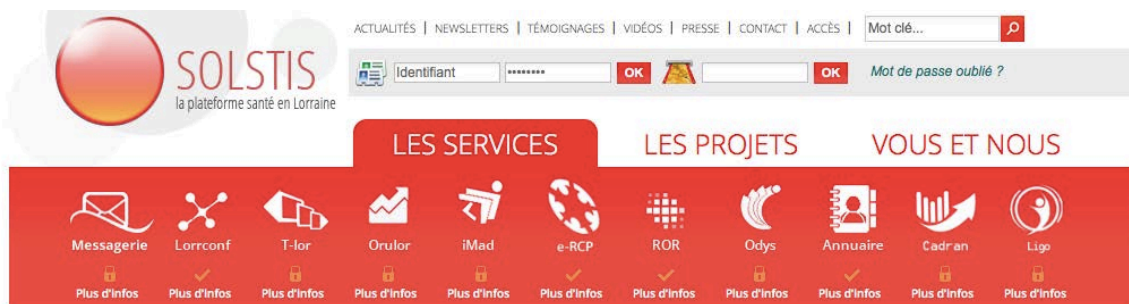 ACTUALITÉS | NEWSLETTERS | TÉMOIGNAGES | VIDÉOS | PRESSE | CONTACT | ACCÈS | Mot clé...
SOLSTIS
la plateforme santé en Lorraine
Identifiant •••••••• OK OK Mot de passe oublié ?
LES SERVICES LES PROJETS VOUS ET NOUS
Messagerie Lorrconf T-lor Orulor iMad e-RCP ROR Odys Annuaire Cadran Ligo
Plus d'infos Plus d'infos Plus d'infos Plus d'infos Plus d'infos Plus d'infos Plus d'infos Plus d'infos Plus d'infos Plus d'infos Plus d'infos